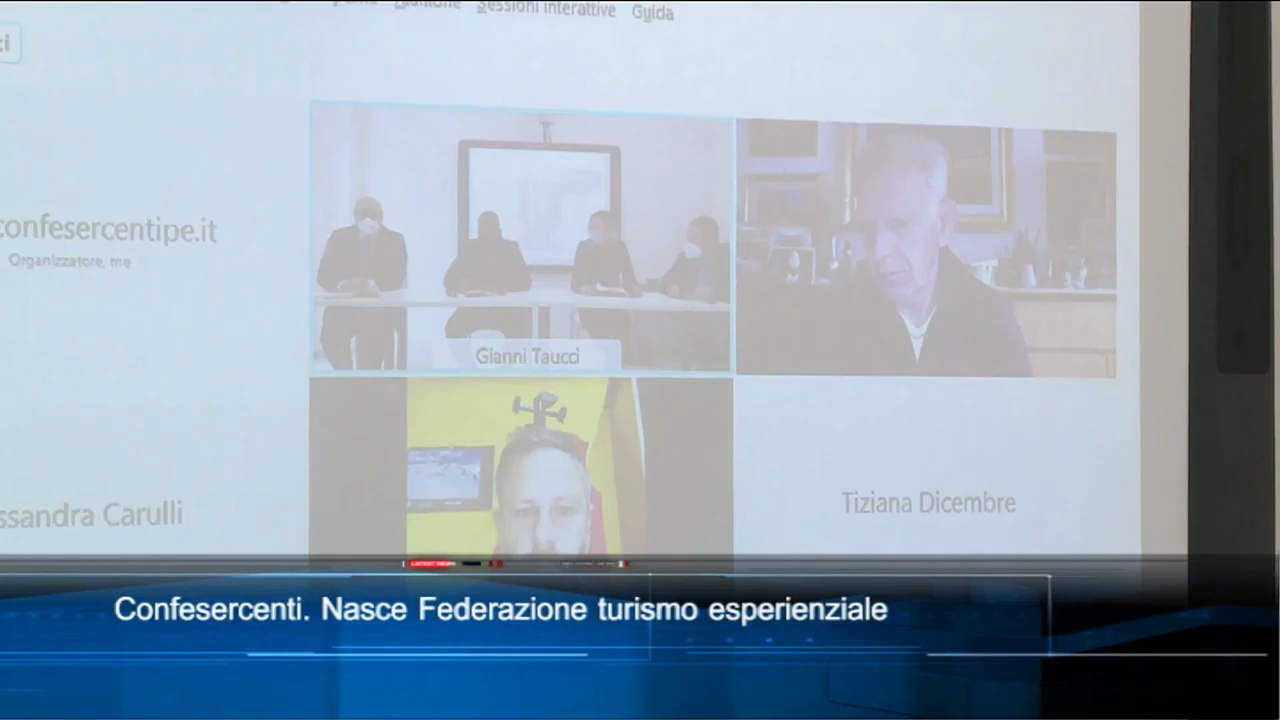 Sessioni interattive Guida
confesercentipe.it
Organizzatore, me
Gianni Taucci
ssandra Carulli
Tiziana Dicembre
Confesercenti. Nasce Federazione turismo esperienziale